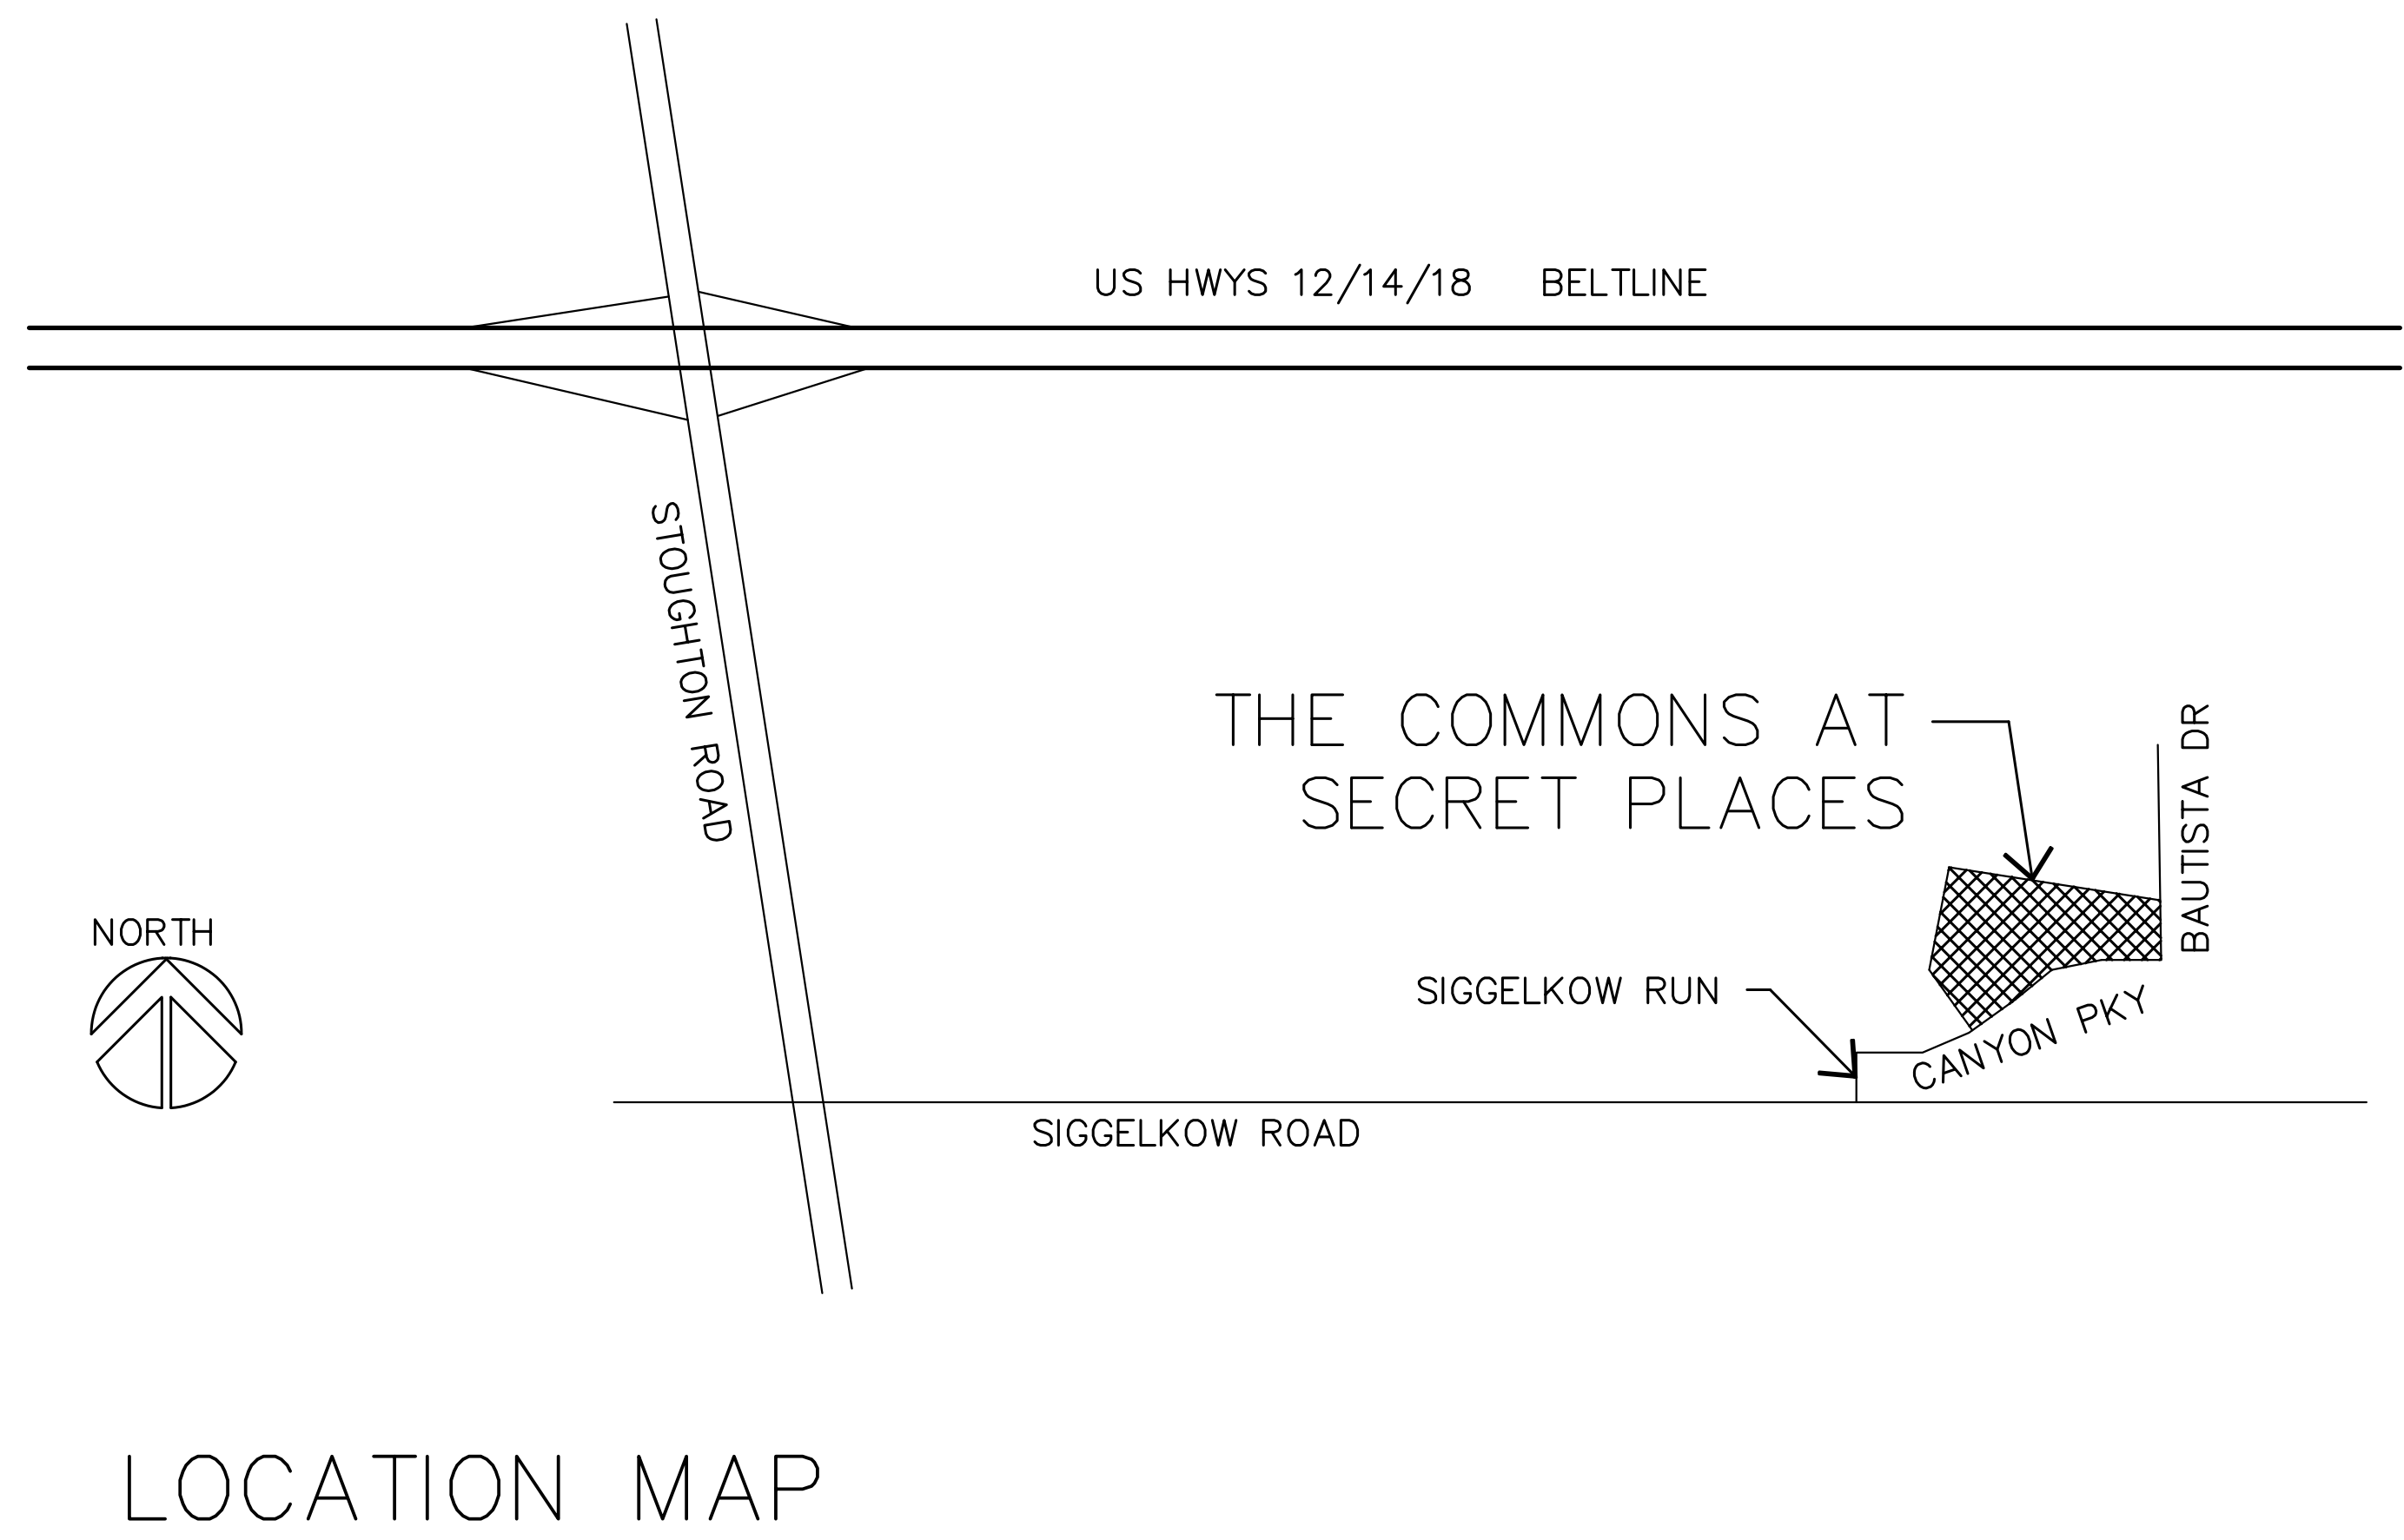 US HWYS 12/14/18 BELTLINE
STOUGHTON ROAD
THE COMMONS AT
SECRET PLACES
BAUTISTA DR
NORTH
SIGGELKOW RUN
CANYON PKY
SIGGELKOW ROAD
LOCATION MAP